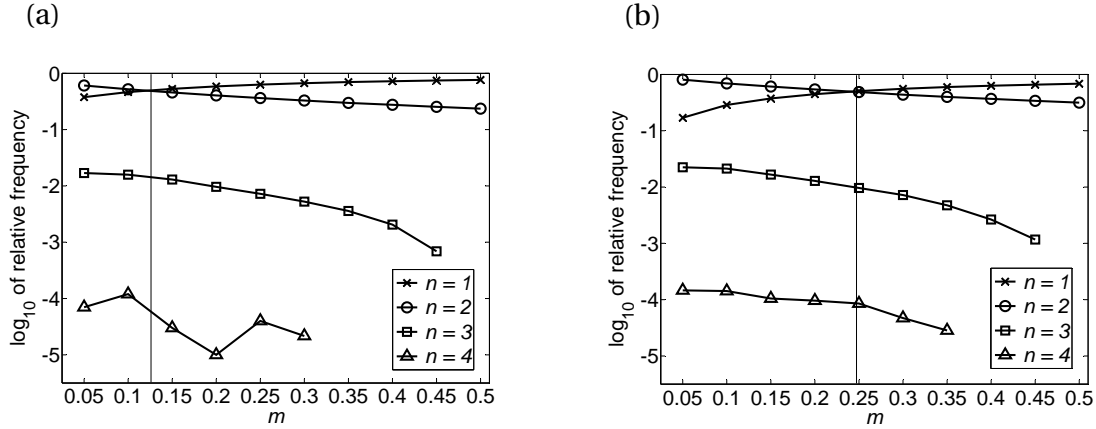 (a)
log10 of relative frequency
0
-1
-2
-3
-4
-5
n = 1
n = 2
n = 3
n = 4
0.05 0.1 0.15 0.2 0.25 0.3 0.35 0.4 0.45 0.5
m
(b)
log10 of relative frequency
0
-1
-2
-3
-4
-5
n = 1
n = 2
n = 3
n = 4
0.05 0.1 0.15 0.2 0.25 0.3 0.35 0.4 0.45 0.5
m